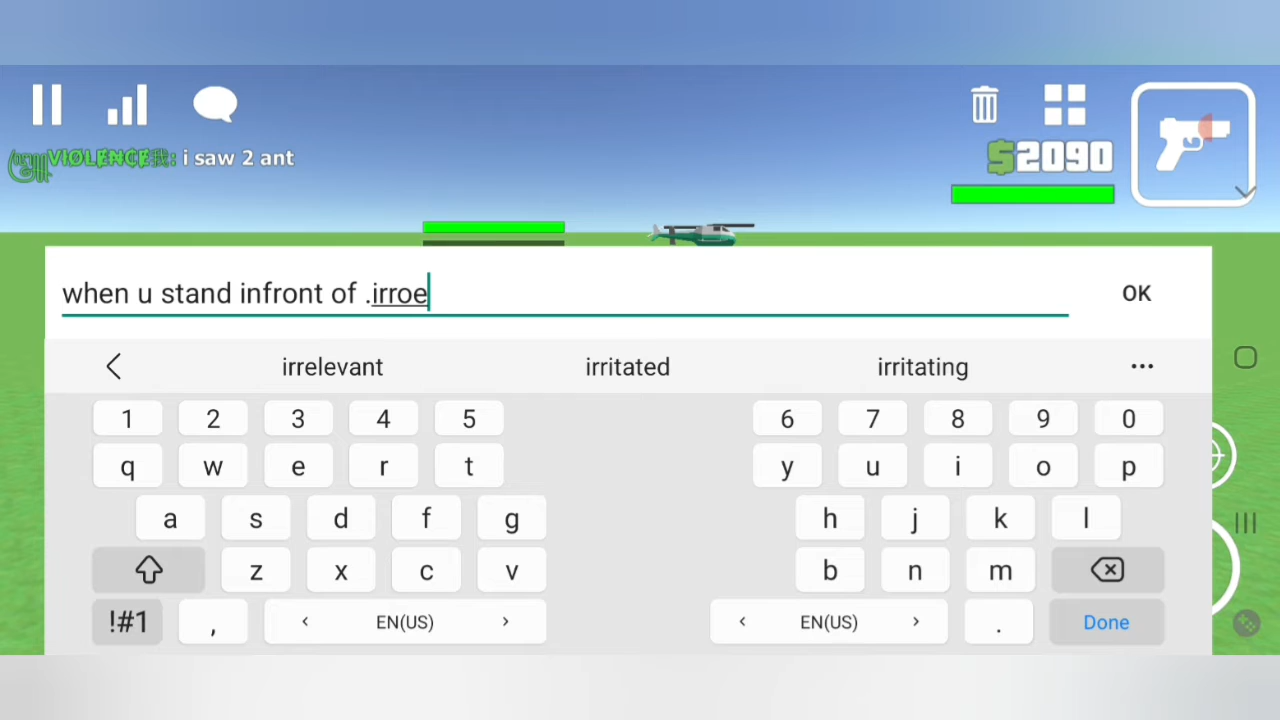 VIOLENCE: i saw 2 ant
$2090
when u stand infront of .irroe
OK
irrelevant irritated irritating ...
1 2 3 4 5 6 7 8 9 0
q w e r t y u i o p
a s d f g h j k l
z x c v b n m
!#1 , < EN(US) > < EN(US) > . Done